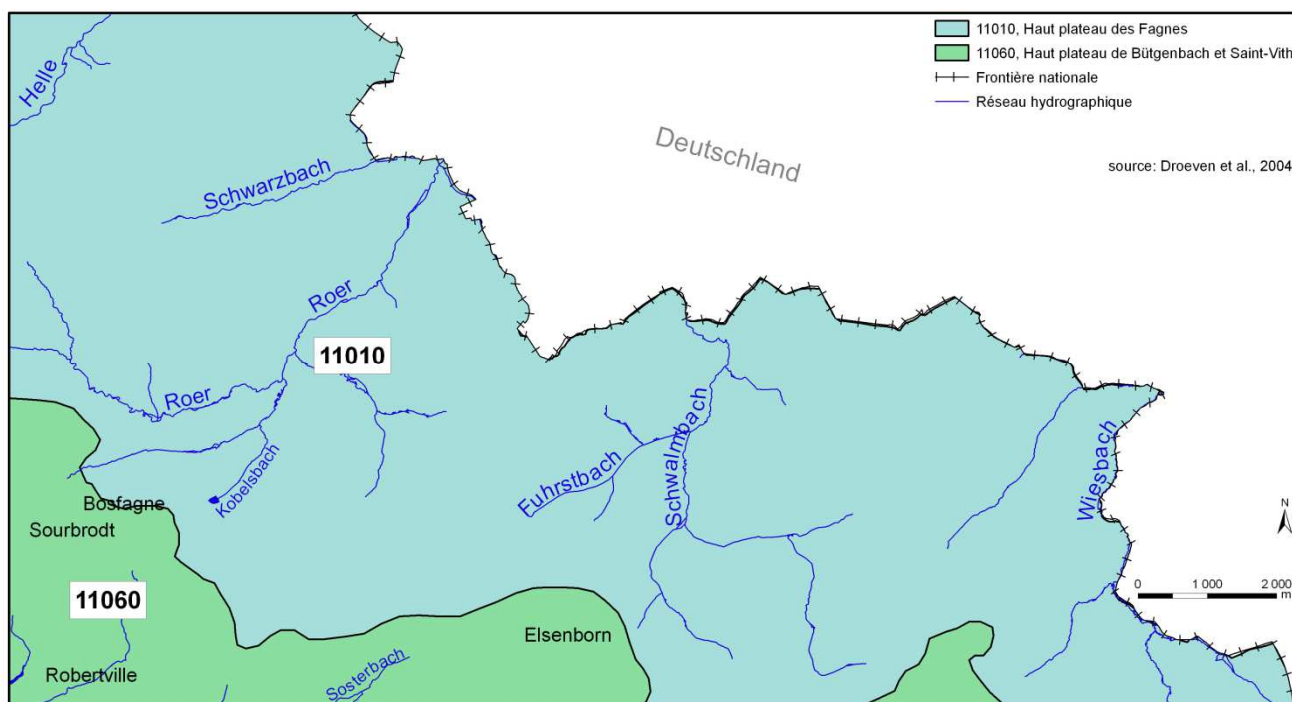 11010, Haut plateau des Fagnes
11060, Haut plateau de Bütgenbach et Saint-Vith
Frontière nationale
Réseau hydrographique
source: Droeven et al., 2004
Helle
Deutschland
Schwarzbach
Roer
11010
Roer
Kobelsbach
Fuhrstbach
Schwalmbach
Wiesbach
Bosfagne
Sourbrodt
N
0 1 000 2 000
m
11060
Elsenborn
Robertville
Sosterbach